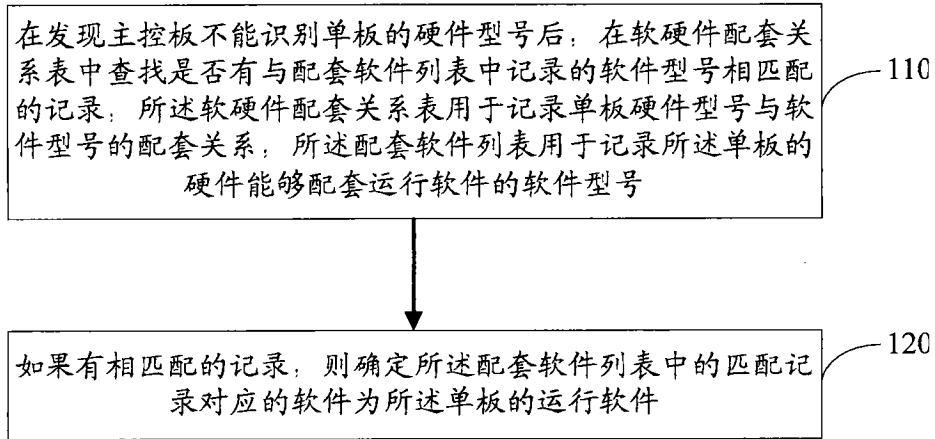 在发现主控板不能识别单板的硬件型号后；在软硬件配套关
系表中查找是否有与配套软件列表中记录的软件型号相匹配
的记录；所述软硬件配套关系表用于记录单板硬件型号与软
件型号的配套关系；所述配套软件列表用于记录所述单板的
硬件能够配套运行软件的软件型号
110
如果有相匹配的记录；则确定所述配套软件列表中的匹配记
录对应的软件为所述单板的运行软件
120